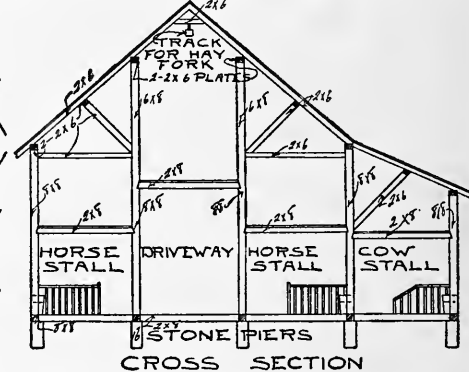 2x6
TRACK
FOR HAY
FORK
2-2x6 PLATES
2x6
2-2x6
6x8
6x8
2x6
2x6
2x8
8x8
8x8
8x8
2x6
2x8
2x8
2x8
8x8
HORSE STALL
DRIVEWAY
HORSE STALL
COW STALL
8x8
2x8
STONE PIERS
CROSS SECTION